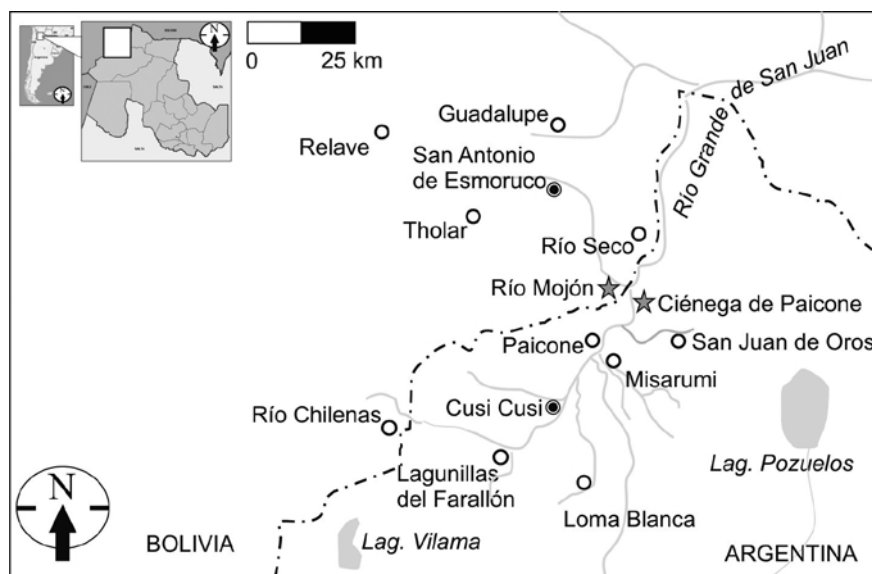 N
0 25 km
Río Grande de San Juan
Guadalupe
Relave
San Antonio
de Esmoruco
Tholar
Río Seco
Río Mojón
Ciénega de Paicone
Paicone
San Juan de Oros
Misarumi
Río Chilenas
Cusi Cusi
Lag. Pozuelos
Lagunillas
del Farallón
Loma Blanca
N
BOLIVIA
Lag. Vilama
ARGENTINA